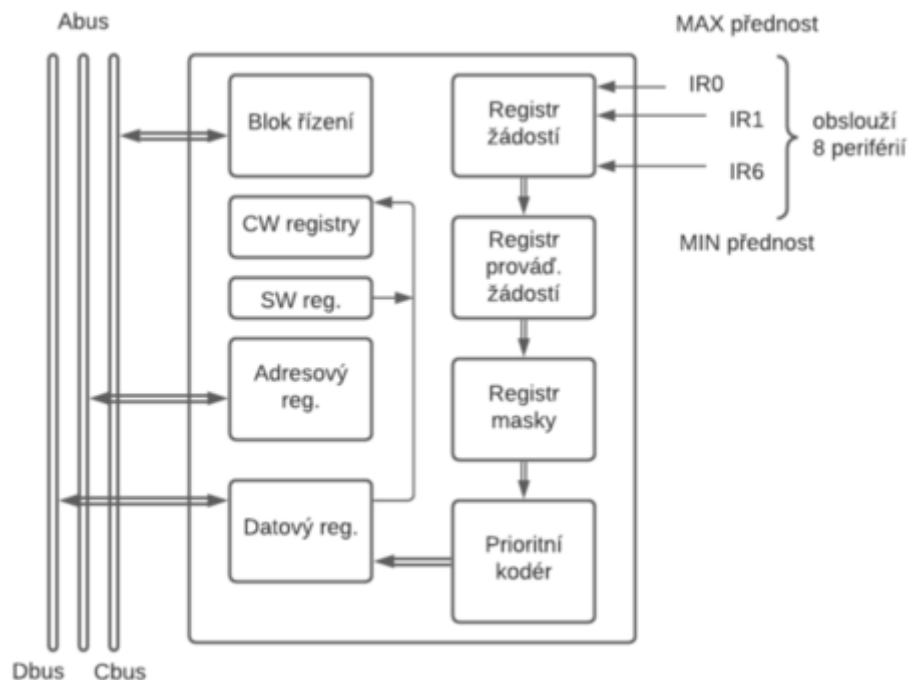 Abus
MAX přednost
Blok řízení
Registr
žádostí
IR0
IR1
IR6
obslouží
8 periférií
MIN přednost
CW registry
Registr
prováď.
žádostí
SW reg.
Adresový
reg.
Registr
masky
Datový reg.
Prioritní
kodér
Dbus
Cbus